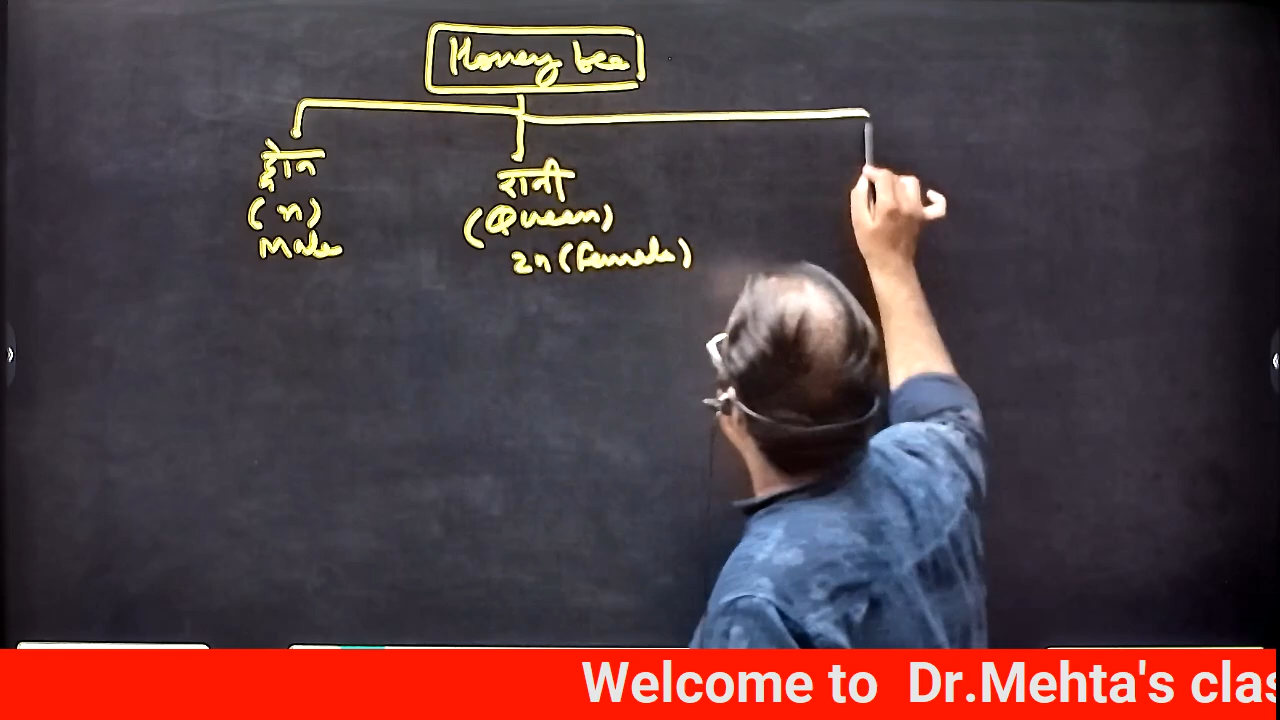 Honey bee
ड्रोन
(n)
Male
रानी
(Queen)
2n (Female)
Welcome to Dr.Mehta's clas